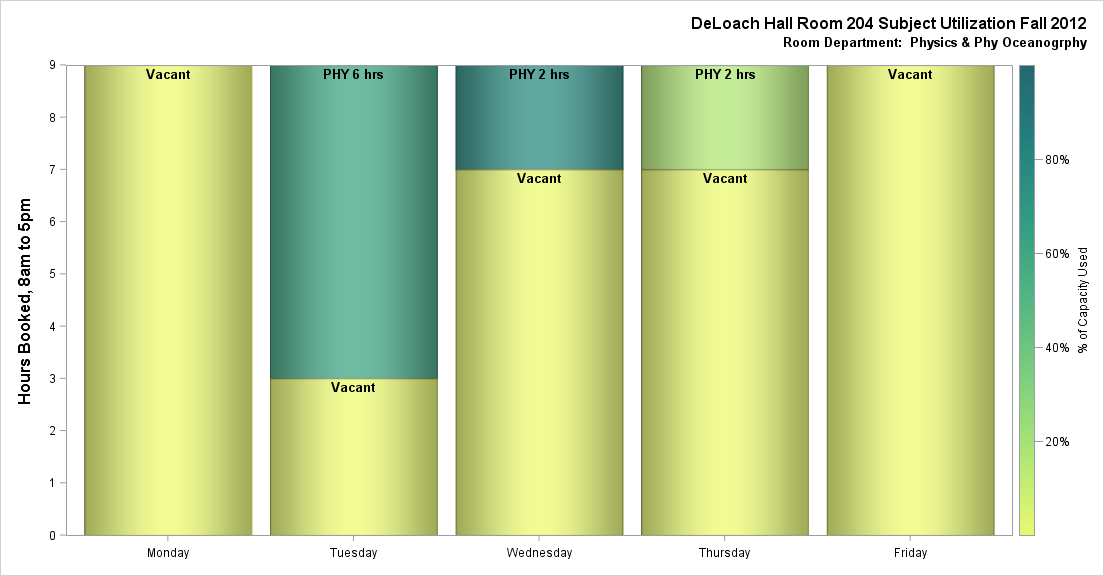 DeLoach Hall Room 204 Subject Utilization Fall 2012
Room Department:  Physics & Phy Oceanogrphy
Hours Booked, 8am to 5pm
9
8
7
6
5
4
3
2
1
0
Vacant
PHY 6 hrs
Vacant
PHY 2 hrs
Vacant
PHY 2 hrs
Vacant
Vacant
Monday
Tuesday
Wednesday
Thursday
Friday
80%
60%
40%
20%
% of Capacity Used